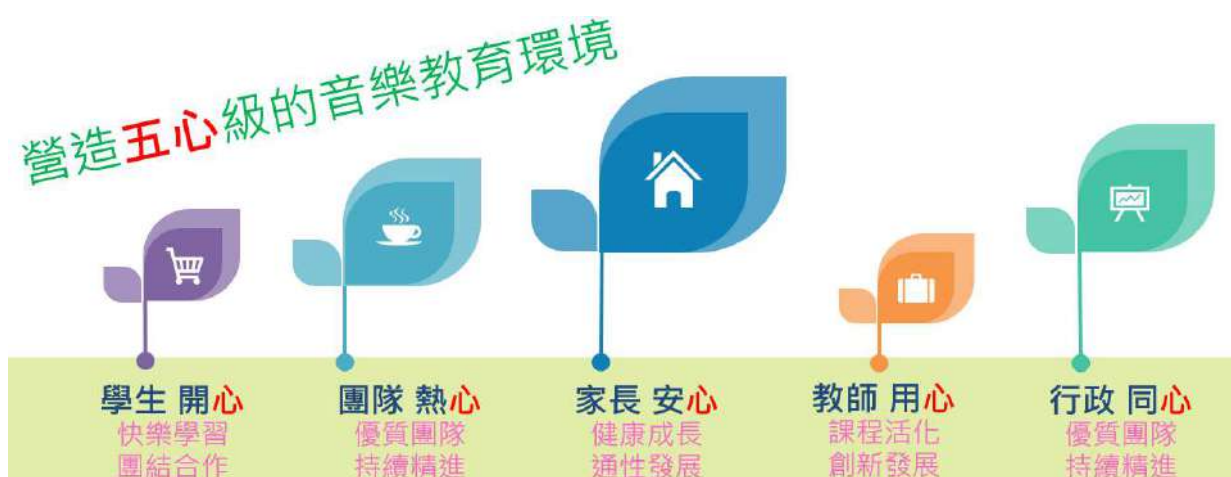 營造五心級的音樂教育環境
學生 開心
快樂學習
團結合作
團隊 熱心
優質團隊
持續精進
家長 安心
健康成長
通性發展
教師 用心
課程活化
創新發展
行政 同心
優質團隊
持續精進